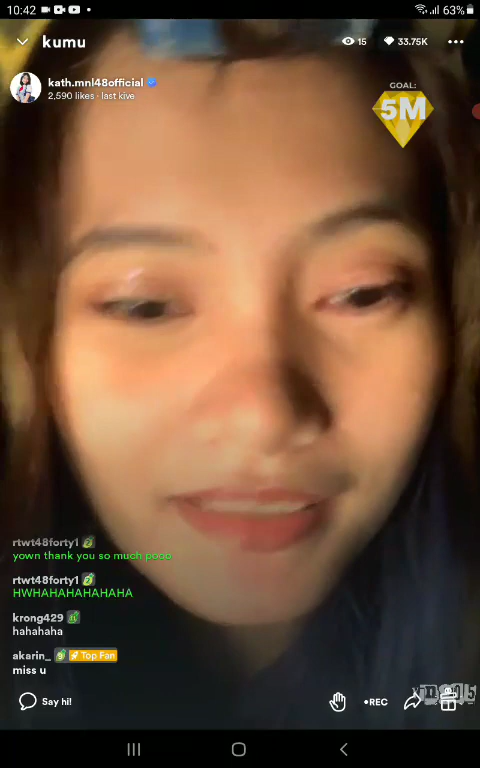 10:42
63%
kumu
15
33.75K
kath.mnl48official
2,590 likes · last kive
GOAL:
5M
rtwt48forty1
yown thank you so much pooo
rtwt48forty1
HWHAHAHAHAHAHA
krong429
hahahaha
akarin_ Top Fan
miss u
Say hi!
•REC